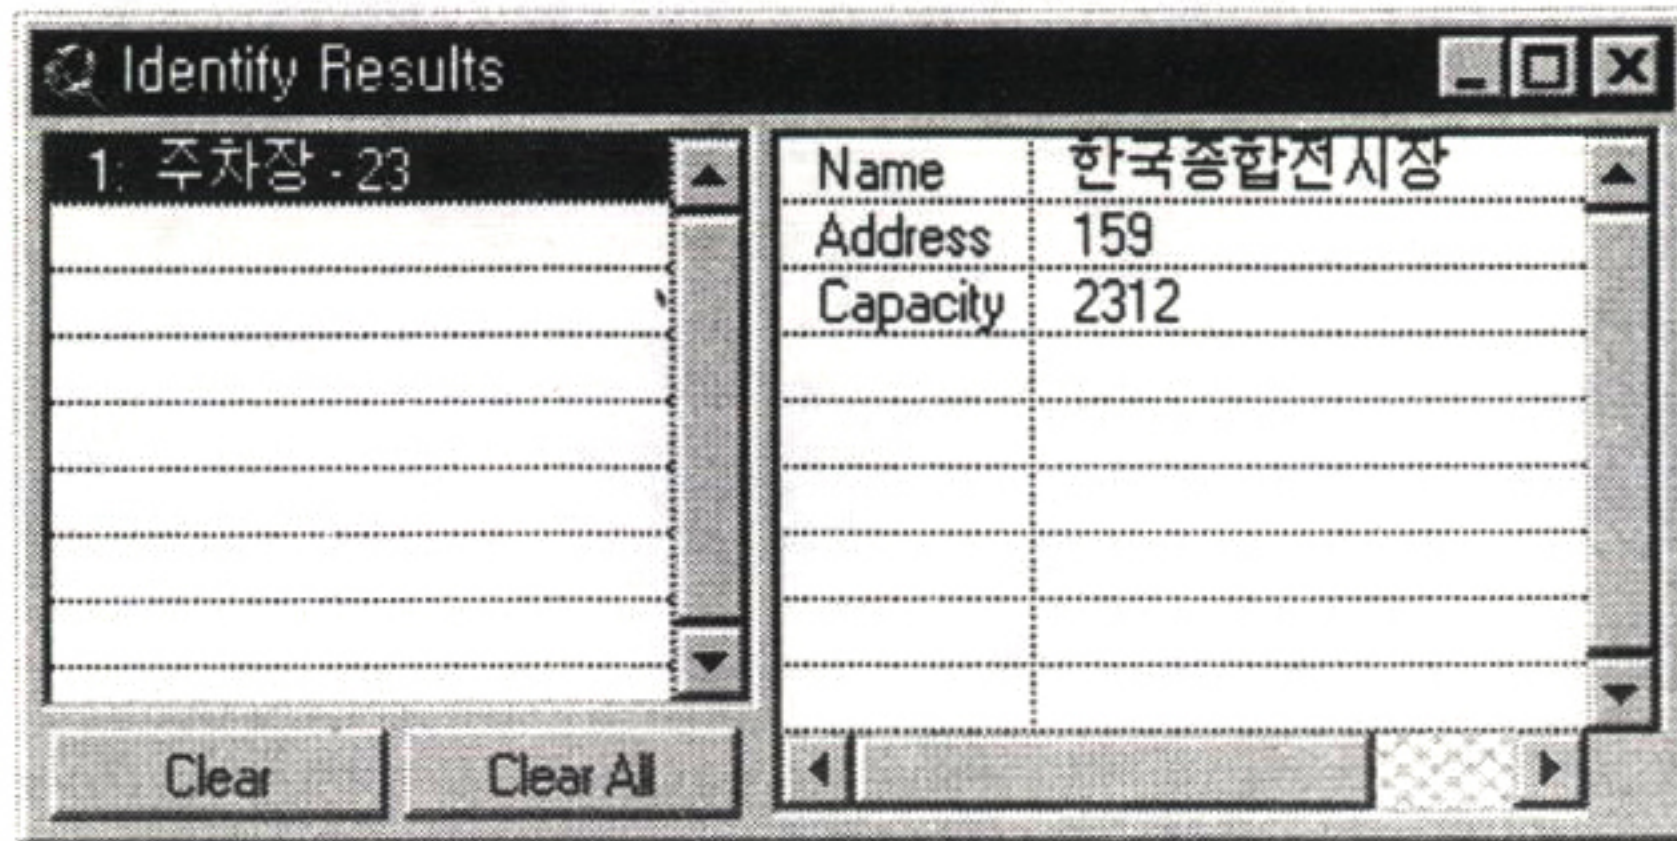 Identify Results
1: 주차장 - 23
Name 한국종합전시장
Address 159
Capacity 2312
Clear
Clear All